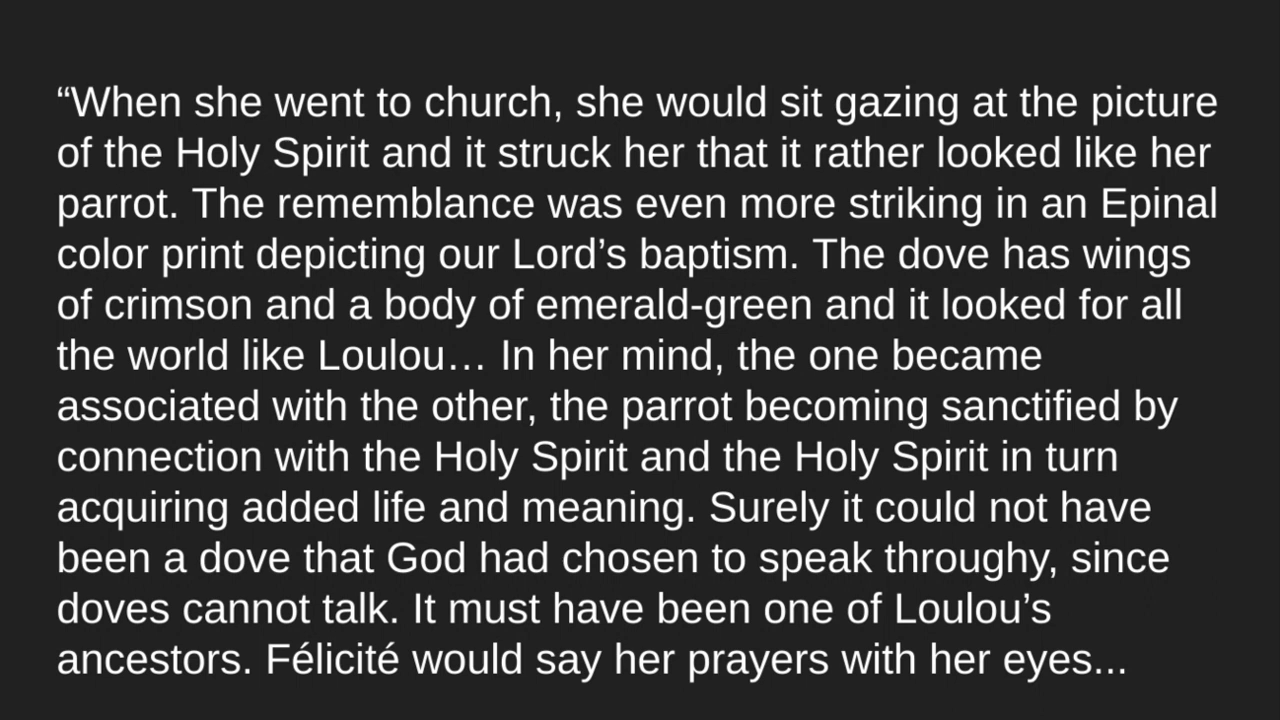 “When she went to church, she would sit gazing at the picture
of the Holy Spirit and it struck her that it rather looked like her
parrot. The rememblance was even more striking in an Epinal
color print depicting our Lord’s baptism. The dove has wings
of crimson and a body of emerald-green and it looked for all
the world like Loulou… In her mind, the one became
associated with the other, the parrot becoming sanctified by
connection with the Holy Spirit and the Holy Spirit in turn
acquiring added life and meaning. Surely it could not have
been a dove that God had chosen to speak throughy, since
doves cannot talk. It must have been one of Loulou’s
ancestors. Félicité would say her prayers with her eyes...